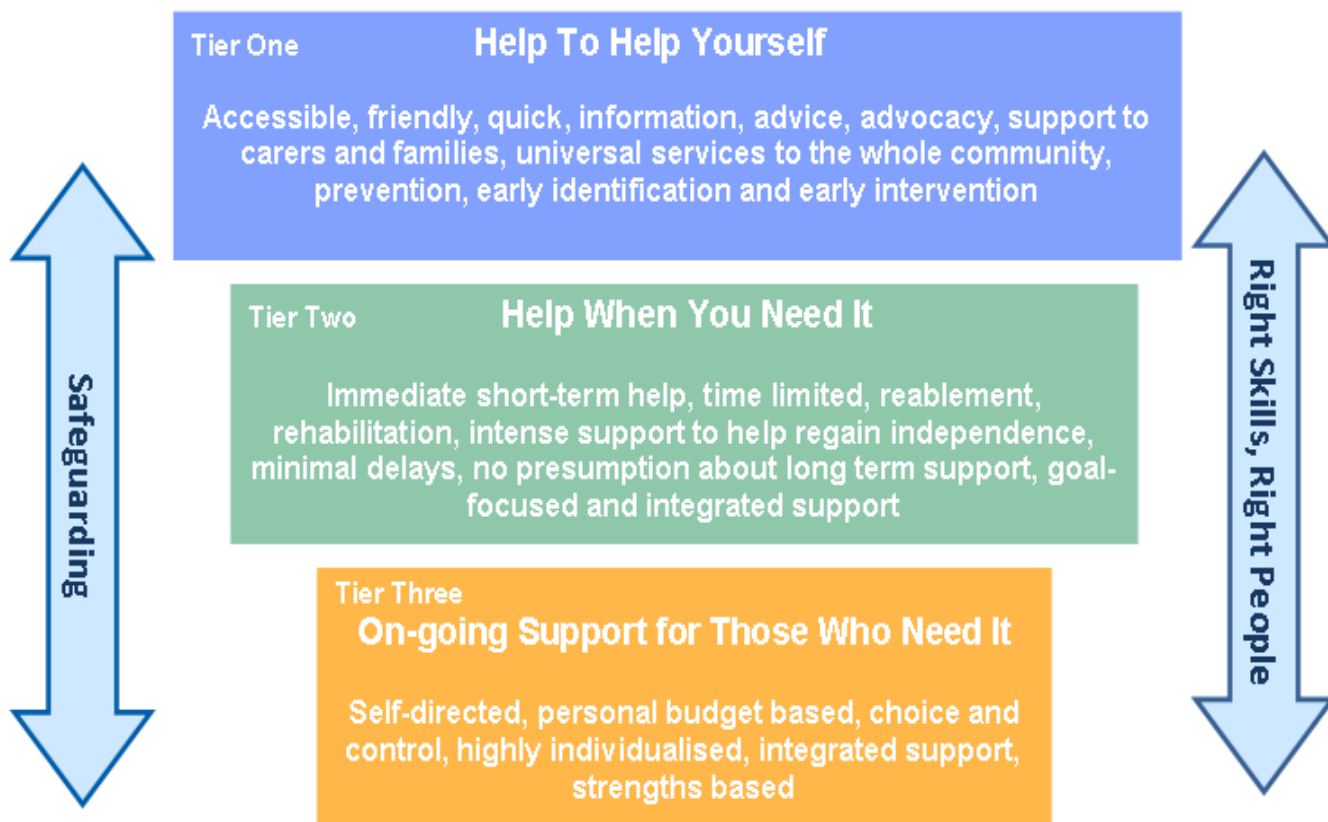 Tier One Help To Help Yourself
Accessible, friendly, quick, information, advice, advocacy, support to
carers and families, universal services to the whole community,
prevention, early identification and early intervention
Safeguarding
Right Skills, Right People
Tier Two Help When You Need It
Immediate short-term help, time limited, reablement,
rehabilitation, intense support to help regain independence,
minimal delays, no presumption about long term support, goal-
focused and integrated support
Tier Three
On-going Support for Those Who Need It
Self-directed, personal budget based, choice and
control, highly individualised, integrated support,
strengths based